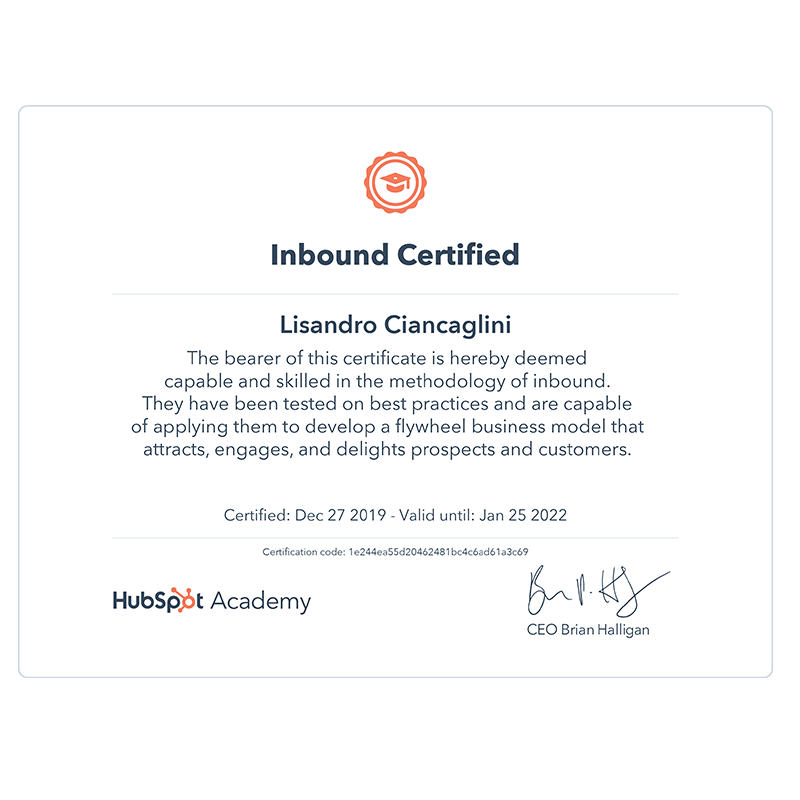 Inbound Certified
Lisandro Ciancaglini
The bearer of this certificate is hereby deemed
capable and skilled in the methodology of inbound.
They have been tested on best practices and are capable
of applying them to develop a flywheel business model that
attracts, engages, and delights prospects and customers.
Certified: Dec 27 2019 - Valid until: Jan 25 2022
Certification code: 1e244ea55d20462481bc4c6ad61a3c69
HubSpot Academy
CEO Brian Halligan